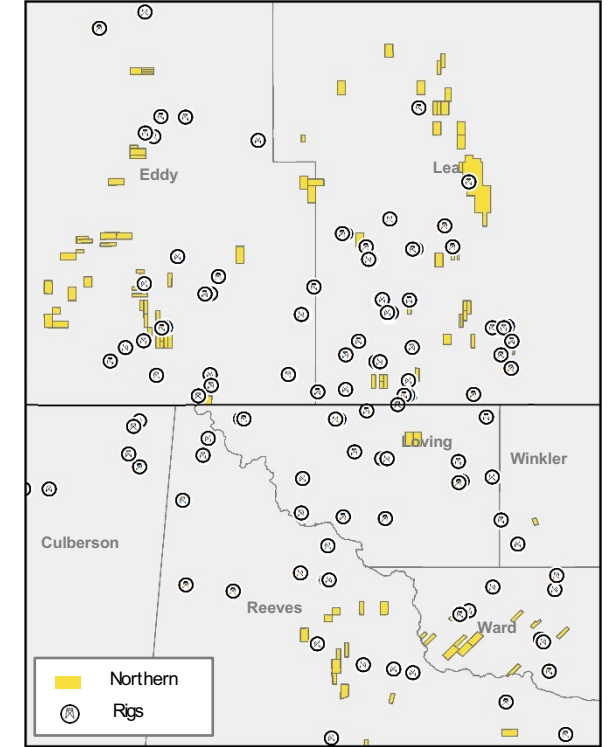 Lea
Eddy
Loving
Winkler
Culberson
Reeves
Ward
Northern
Rigs